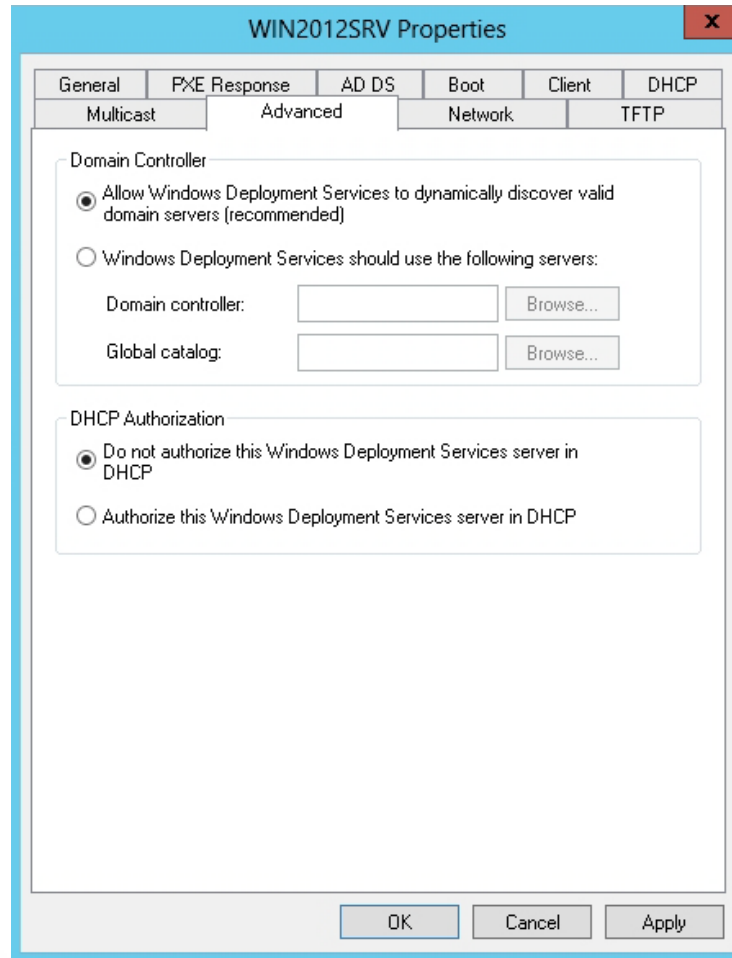 WIN2012SRV Properties
x
General PXE Response AD DS Boot Client DHCP
Multicast Advanced Network TFTP
Domain Controller
Allow Windows Deployment Services to dynamically discover valid
domain servers (recommended)
Windows Deployment Services should use the following servers:
Domain controller: Browse...
Global catalog: Browse...
DHCP Authorization
Do not authorize this Windows Deployment Services server in
DHCP
Authorize this Windows Deployment Services server in DHCP
OK Cancel Apply